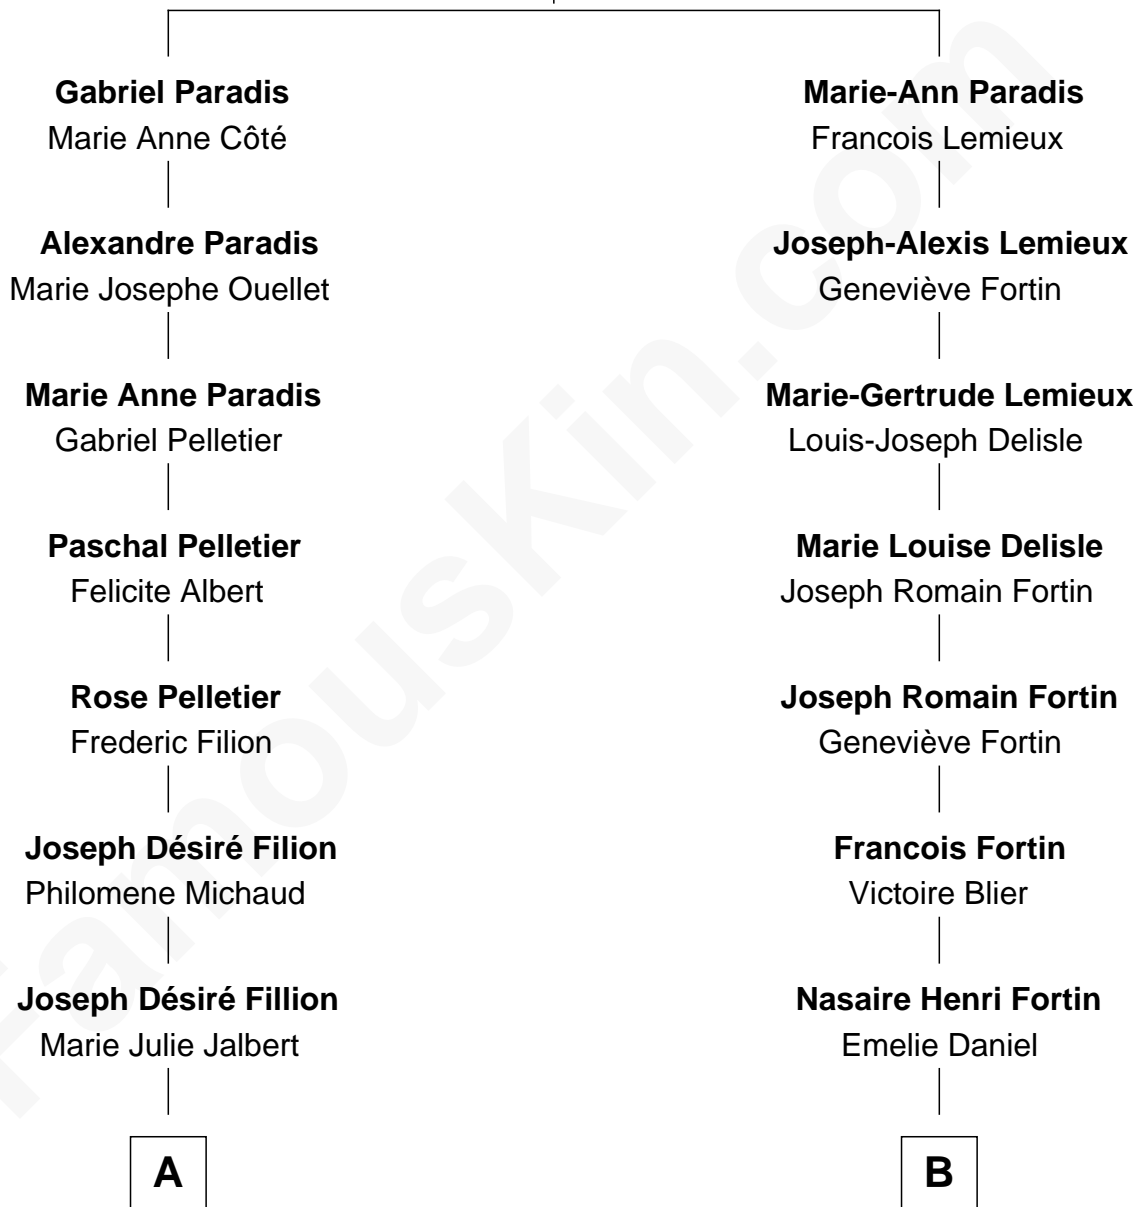 Gabriel Paradis
Marie Anne Côté
Marie-Ann Paradis
Francois Lemieux
Alexandre Paradis
Marie Josephe Ouellet
Joseph-Alexis Lemieux
Geneviève Fortin
Marie Anne Paradis
Gabriel Pelletier
Marie-Gertrude Lemieux
Louis-Joseph Delisle
Paschal Pelletier
Felicite Albert
Marie Louise Delisle
Joseph Romain Fortin
Rose Pelletier
Frederic Filion
Joseph Romain Fortin
Geneviève Fortin
Joseph Désiré Filion
Philomene Michaud
Francois Fortin
Victoire Blier
Joseph Désiré Fillion
Marie Julie Jalbert
Nasaire Henri Fortin
Emelie Daniel
A
B
FamousKin.com